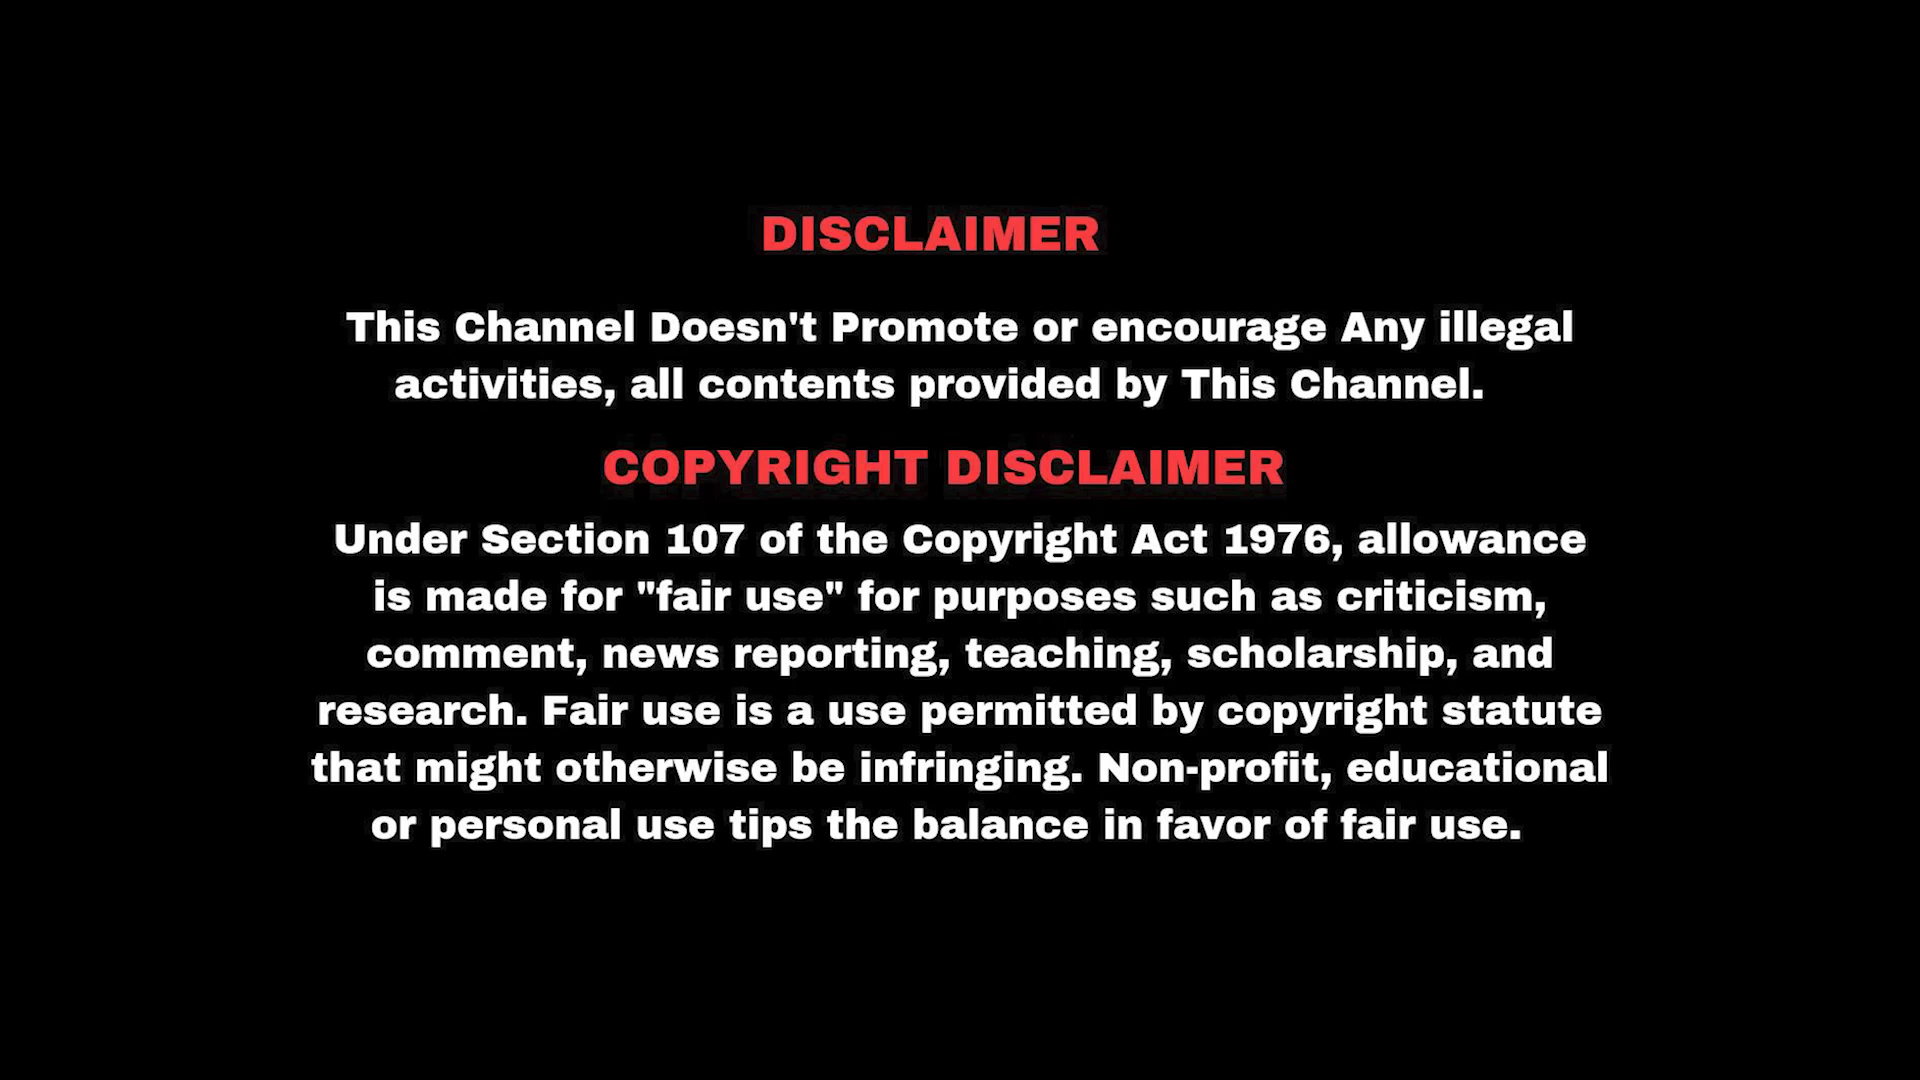 DISCLAIMER
This Channel Doesn't Promote or encourage Any illegal
activities, all contents provided by This Channel.
COPYRIGHT DISCLAIMER
Under Section 107 of the Copyright Act 1976, allowance
is made for "fair use" for purposes such as criticism,
comment, news reporting, teaching, scholarship, and
research. Fair use is a use permitted by copyright statute
that might otherwise be infringing. Non-profit, educational
or personal use tips the balance in favor of fair use.